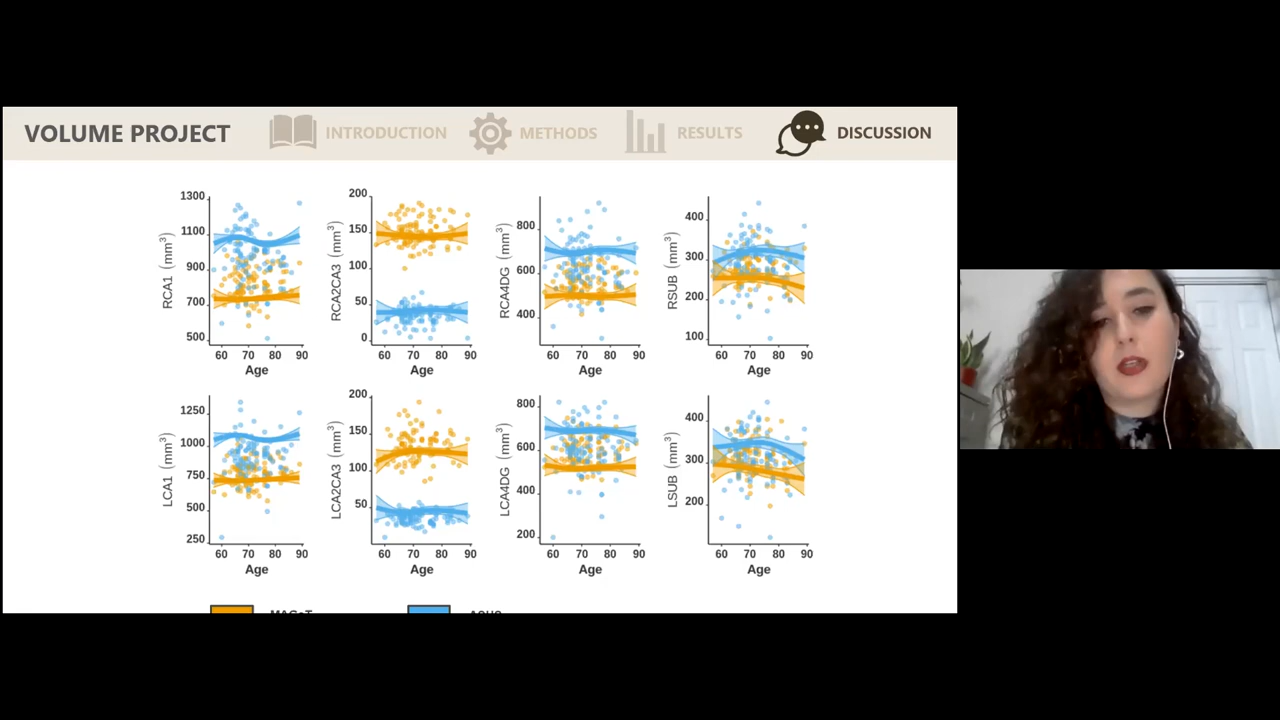 VOLUME PROJECT
INTRODUCTION
METHODS
RESULTS
DISCUSSION
1300
1100
900
700
500
RCA1 (mm³)
60 70 80 90
Age
200
150
100
50
0
RCA2CA3 (mm³)
60 70 80 90
Age
800
600
400
RCA4DG (mm³)
60 70 80 90
Age
400
300
200
100
RSUB (mm³)
60 70 80 90
Age
1250
1000
750
500
250
LCA1 (mm³)
60 70 80 90
Age
200
150
100
50
LCA2CA3 (mm³)
60 70 80 90
Age
800
600
400
200
LCA4DG (mm³)
60 70 80 90
Age
400
300
200
LSUB (mm³)
60 70 80 90
Age